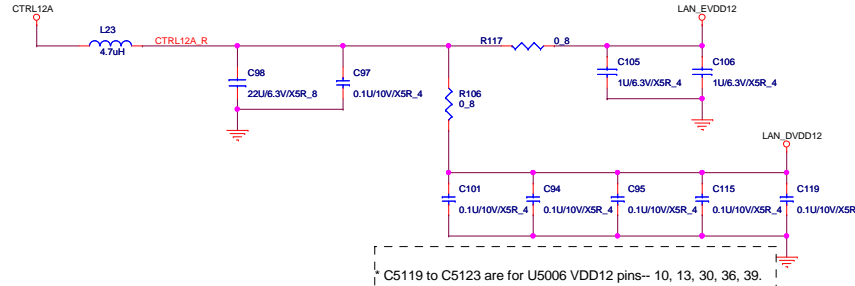 CTRL12A
LAN_EVDD12
L23
CTRL12A_R
4.7uH
R117
0_8
C98
22U/6.3V/X5R_8
C97
0.1U/10V/X5R_4
C105
1U/6.3V/X5R_4
C106
1U/6.3V/X5R_4
R106
0_8
LAN_DVDD12
C101
0.1U/10V/X5R_4
C94
0.1U/10V/X5R_4
C95
0.1U/10V/X5R_4
C115
0.1U/10V/X5R_4
C119
0.1U/10V/X5R
* C5119 to C5123 are for U5006 VDD12 pins-- 10, 13, 30, 36, 39.